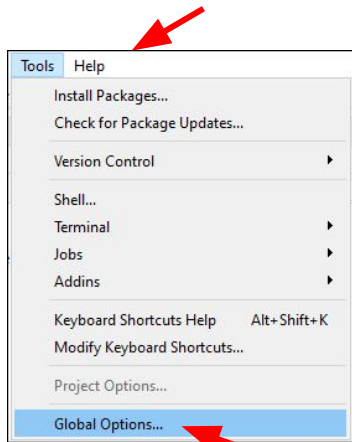 Tools Help
Install Packages...
Check for Package Updates...
Version Control
Shell...
Terminal
Jobs
Addins
Keyboard Shortcuts Help Alt+Shift+K
Modify Keyboard Shortcuts...
Project Options...
Global Options...